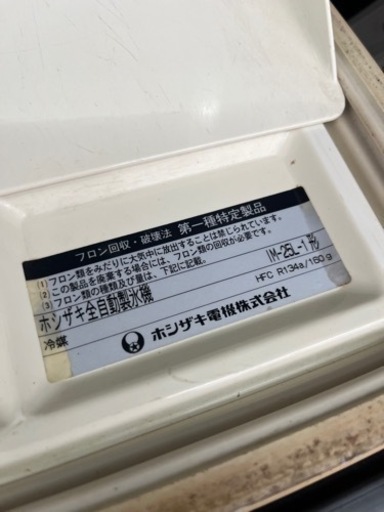 フロン回収・破壊法 第一種特定製品
(1) フロン類をみだりに大気中に放出することは禁じられています。
(2) この製品を廃棄する場合には、フロン類の回収が必要です。
(3) フロン類の種類及び量は、下記に記載。
ホシザキ全自動製氷機 IM-25L-1
冷媒 HFC R134a/160g
ホシザキ電機株式会社